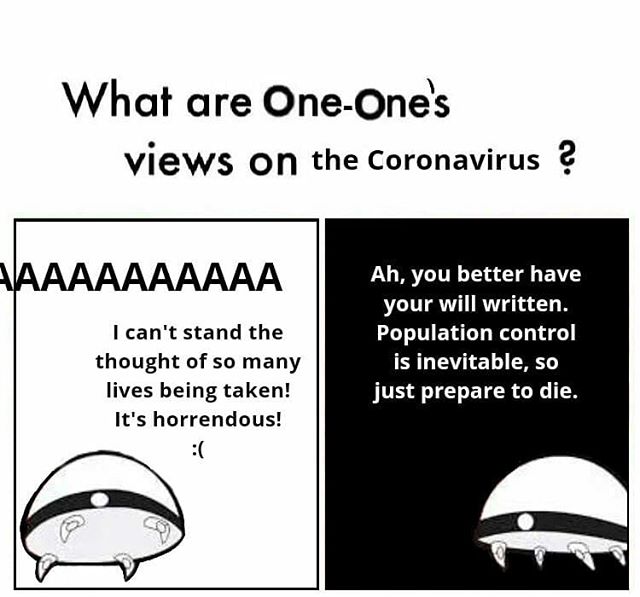 What are One-One's
views on the Coronavirus ?
AAAAAAAAAAA
I can't stand the
thought of so many
lives being taken!
It's horrendous!
:(
Ah, you better have
your will written.
Population control
is inevitable, so
just prepare to die.